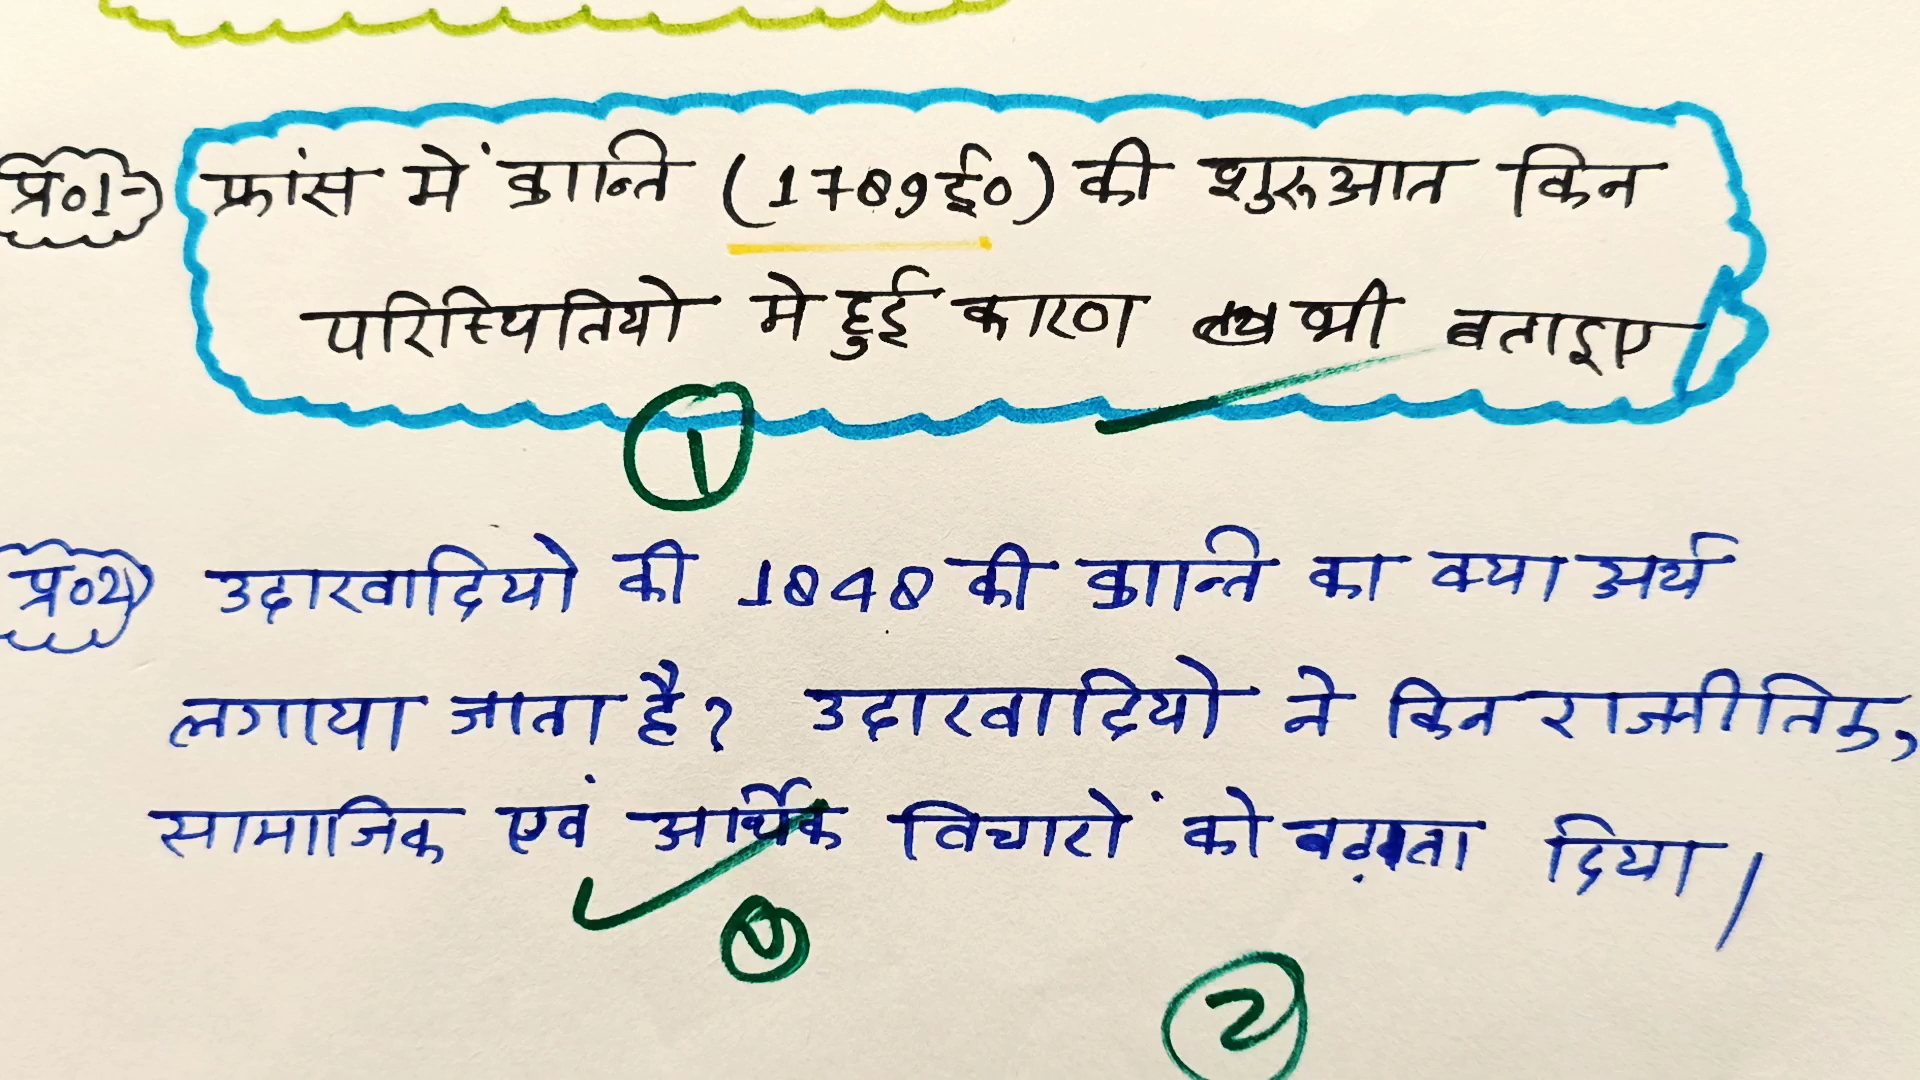 प्र०1-) फ्रांस में क्रान्ति (1789ई०) की शुरूआत किन
परिस्थितियो मे हुई कारण भी बताइए
1
प्र०2) उदारवादियो की 1848 की क्रान्ति का क्या अर्थ
लगाया जाता है? उदारवादियो ने किन राजनीतिक,
सामाजिक एवं आर्थिक विचारों को बढ़ावा दिया।
2